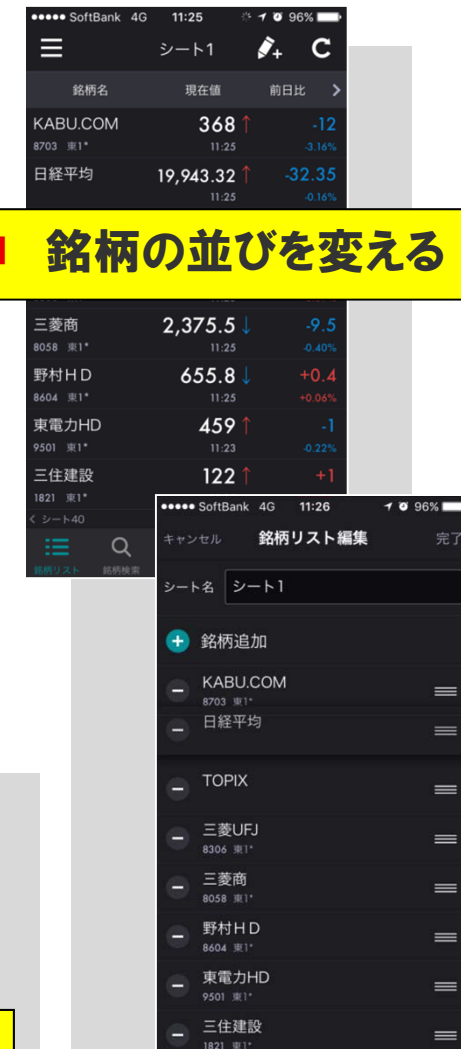 SoftBank 4G 11:25 96%
シート1
銘柄名 現在値 前日比
KABU.COM 368↑ -12
8703 東1* 11:25 -3.16%
日経平均 19,943.32↑ -32.35
11:25 -0.16%
銘柄の並びを変える
三菱商 2,375.5↓ -9.5
8058 東1* 11:25 -0.40%
野村HD 655.8↓ +0.4
8604 東1* 11:25 +0.06%
東電力HD 459↑ -1
9501 東1* 11:23 -0.22%
三住建設 122↑ +1
1821 東1*
< シート40
銘柄リスト 銘柄検索
SoftBank 4G 11:26 96%
キャンセル 銘柄リスト編集 完了
シート名 シート1
銘柄追加
KABU.COM
8703 東1*
日経平均
TOPIX
三菱UFJ
8306 東1*
三菱商
8058 東1*
野村HD
8604 東1*
東電力HD
9501 東1*
三住建設
1821 東1*